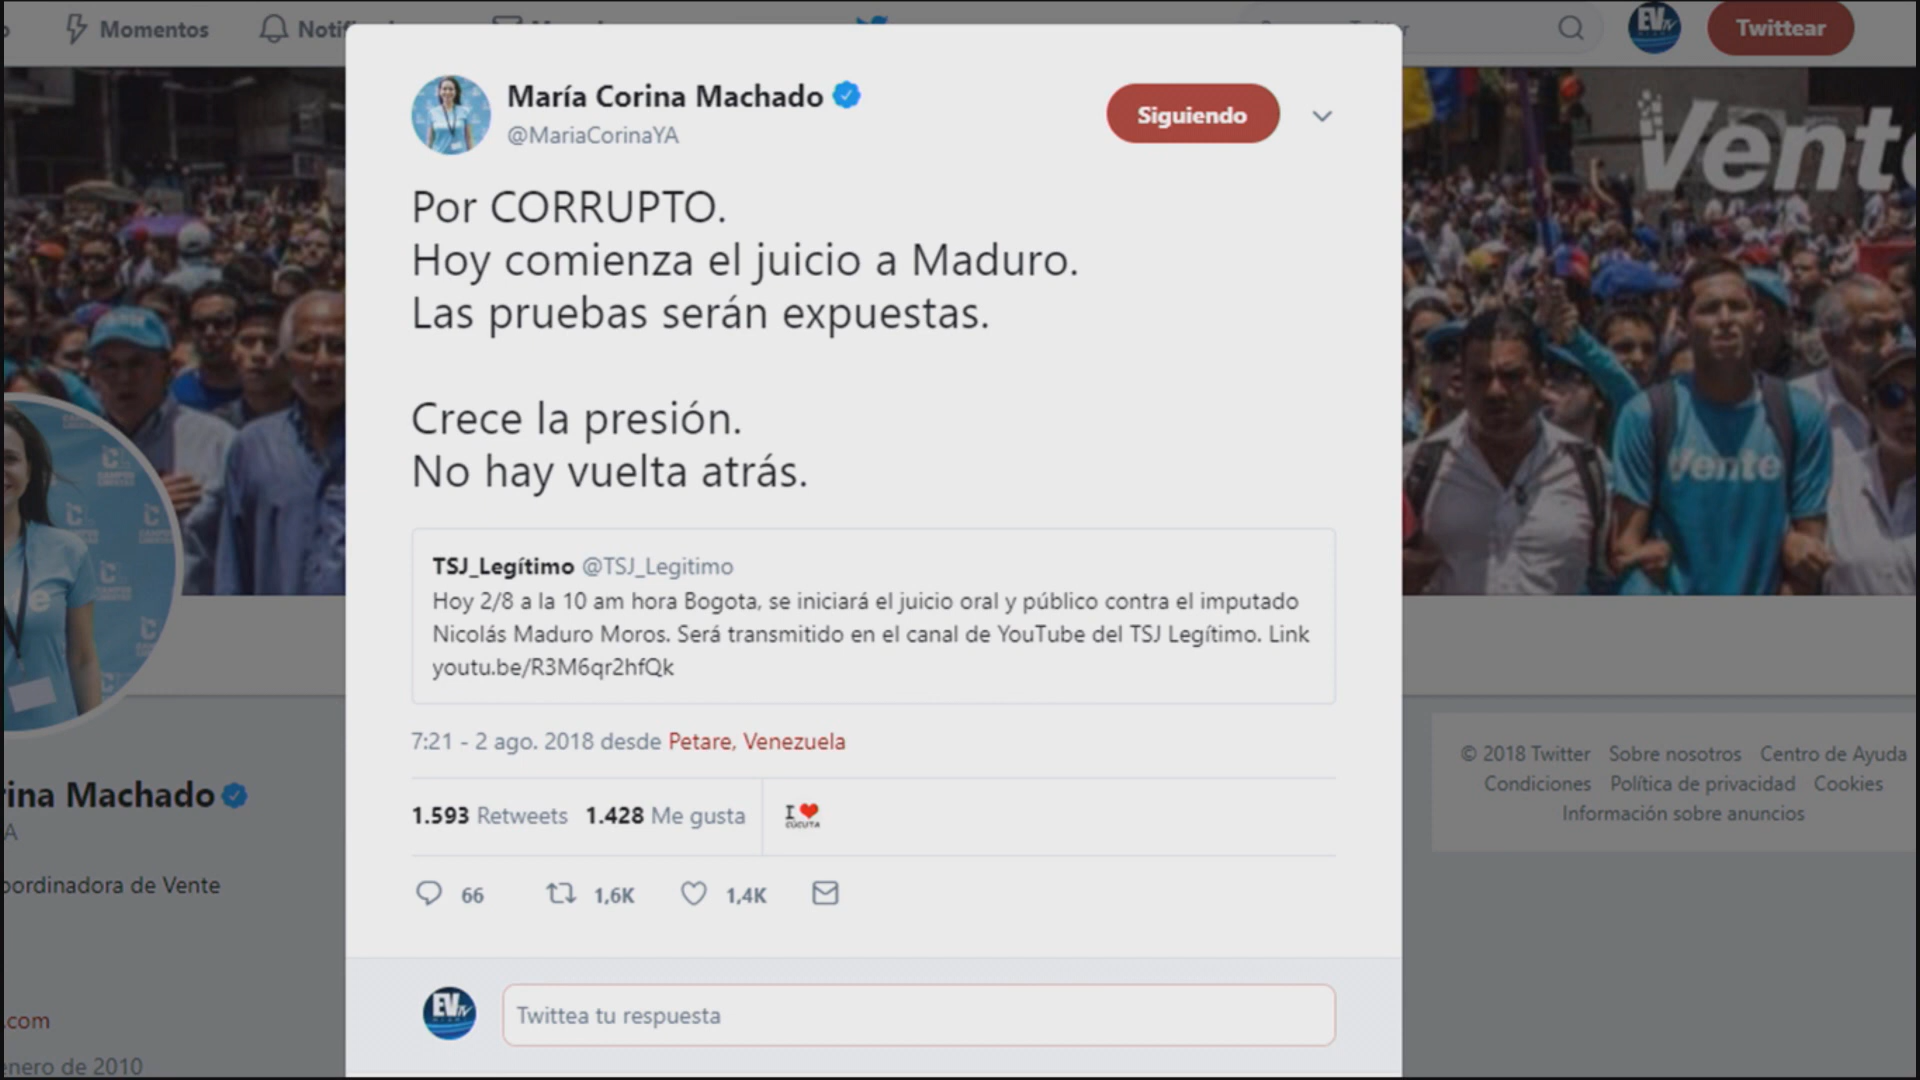 Momentos
Twittear
Vente
María Corina Machado
@MariaCorinaYA
Siguiendo
Por CORRUPTO.
Hoy comienza el juicio a Maduro.
Las pruebas serán expuestas.
Crece la presión.
No hay vuelta atrás.
TSJ_Legítimo @TSJ_Legitimo
Hoy 2/8 a la 10 am hora Bogota, se iniciará el juicio oral y público contra el imputado
Nicolás Maduro Moros. Será transmitido en el canal de YouTube del TSJ Legítimo. Link
youtu.be/R3M6qr2hfQk
7:21 - 2 ago. 2018 desde Petare, Venezuela
1.593 Retweets 1.428 Me gusta
I ❤ CÚCUTA
66 1,6K 1,4K
EVtv
Twittea tu respuesta
Vente
ina Machado
A
oordinadora de Vente
.com
enero de 2010
© 2018 Twitter Sobre nosotros Centro de Ayuda
Condiciones Política de privacidad Cookies
Información sobre anuncios